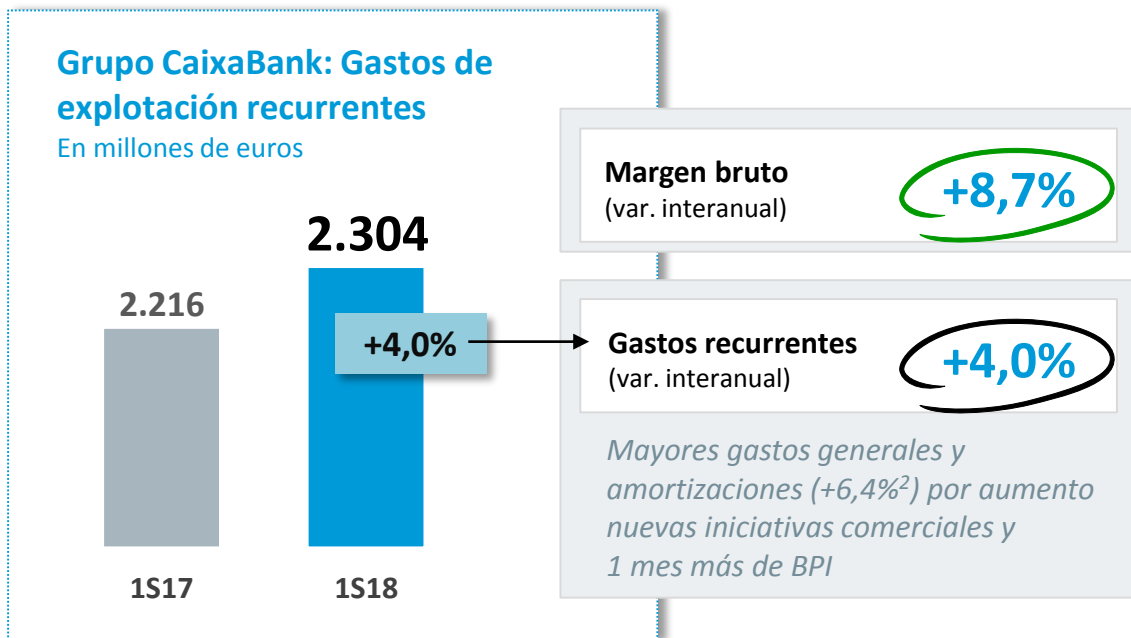 Grupo CaixaBank: Gastos de
explotación recurrentes
En millones de euros
2.304
2.216
+4,0%
1S17
1S18
Margen bruto
(var. interanual)
+8,7%
Gastos recurrentes
(var. interanual)
+4,0%
Mayores gastos generales y
amortizaciones (+6,4%²) por aumento
nuevas iniciativas comerciales y
1 mes más de BPI